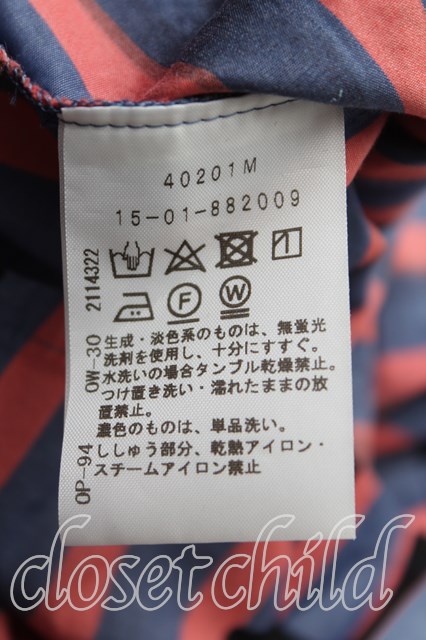 40201M
15-01-882009
2114322
F
W
OW-30
生成・淡色系のものは、無蛍光
洗剤を使用し、十分にすすぐ。
水洗いの場合タンブル乾燥禁止。
つけ置き洗い・濡れたままの放
置禁止。
濃色のものは、単品洗い。
OP-94
ししゅう部分、乾熱アイロン・
スチームアイロン禁止
closet child